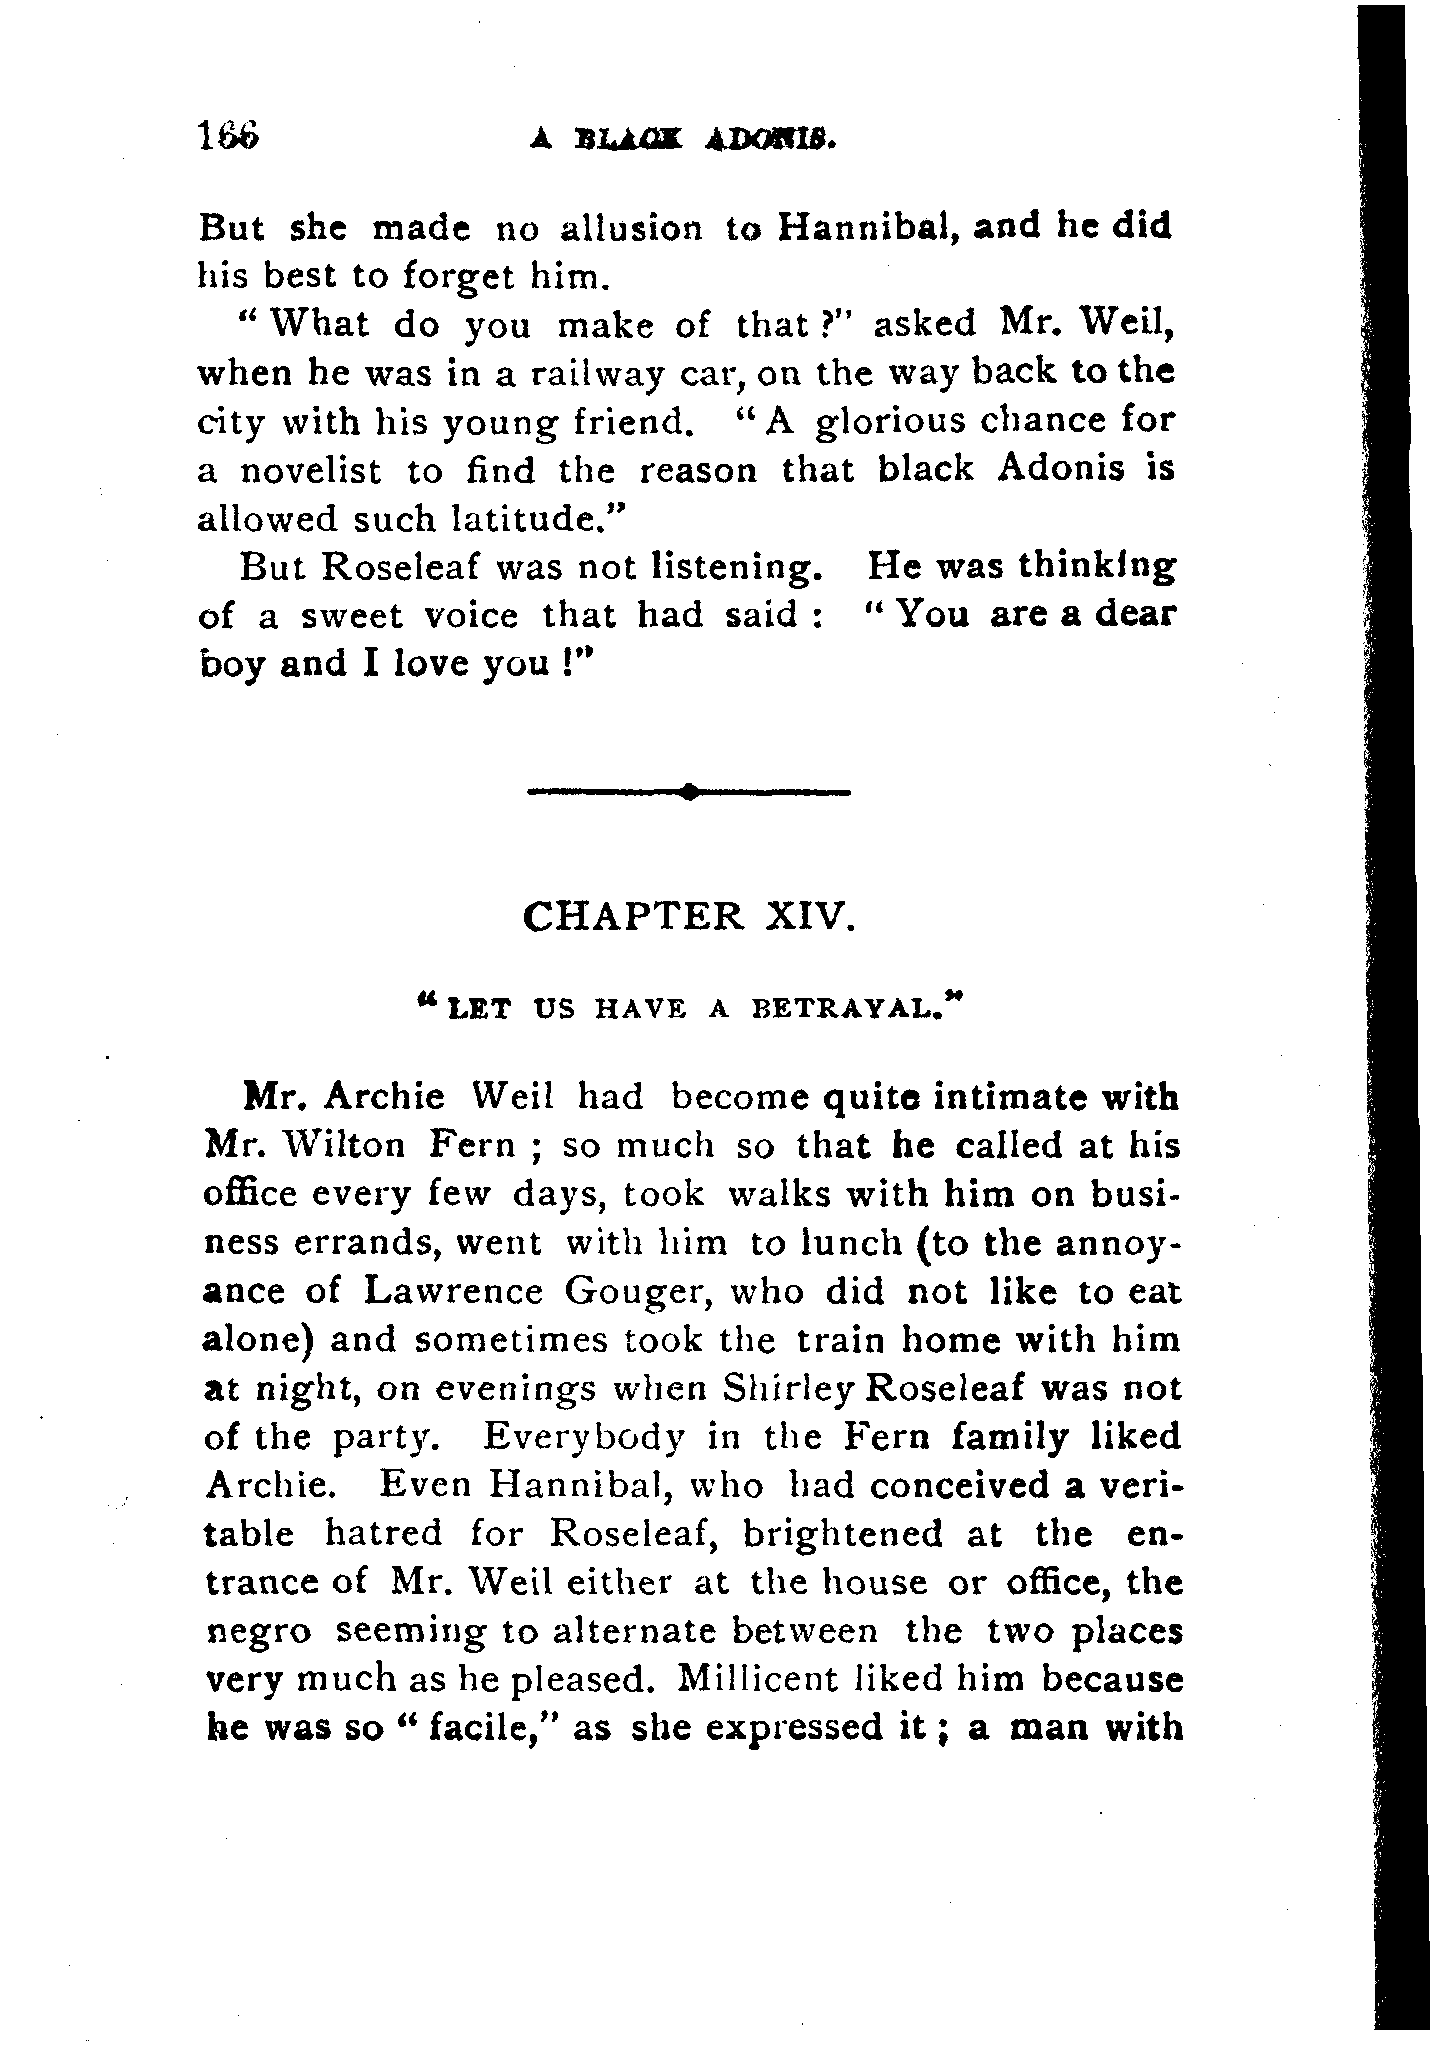 166 A BLACK ADONIS.
But she made no allusion to Hannibal, and he did
his best to forget him.
" What do you make of that ?" asked Mr. Weil,
when he was in a railway car, on the way back to the
city with his young friend. " A glorious chance for
a novelist to find the reason that black Adonis is
allowed such latitude."
But Roseleaf was not listening. He was thinking
of a sweet voice that had said : " You are a dear
boy and I love you !"
CHAPTER XIV.
" LET US HAVE A BETRAYAL."
Mr. Archie Weil had become quite intimate with
Mr. Wilton Fern ; so much so that he called at his
office every few days, took walks with him on busi-
ness errands, went with him to lunch (to the annoy-
ance of Lawrence Gouger, who did not like to eat
alone) and sometimes took the train home with him
at night, on evenings when Shirley Roseleaf was not
of the party. Everybody in the Fern family liked
Archie. Even Hannibal, who had conceived a veri-
table hatred for Roseleaf, brightened at the en-
trance of Mr. Weil either at the house or office, the
negro seeming to alternate between the two places
very much as he pleased. Millicent liked him because
he was so " facile," as she expressed it ; a man with